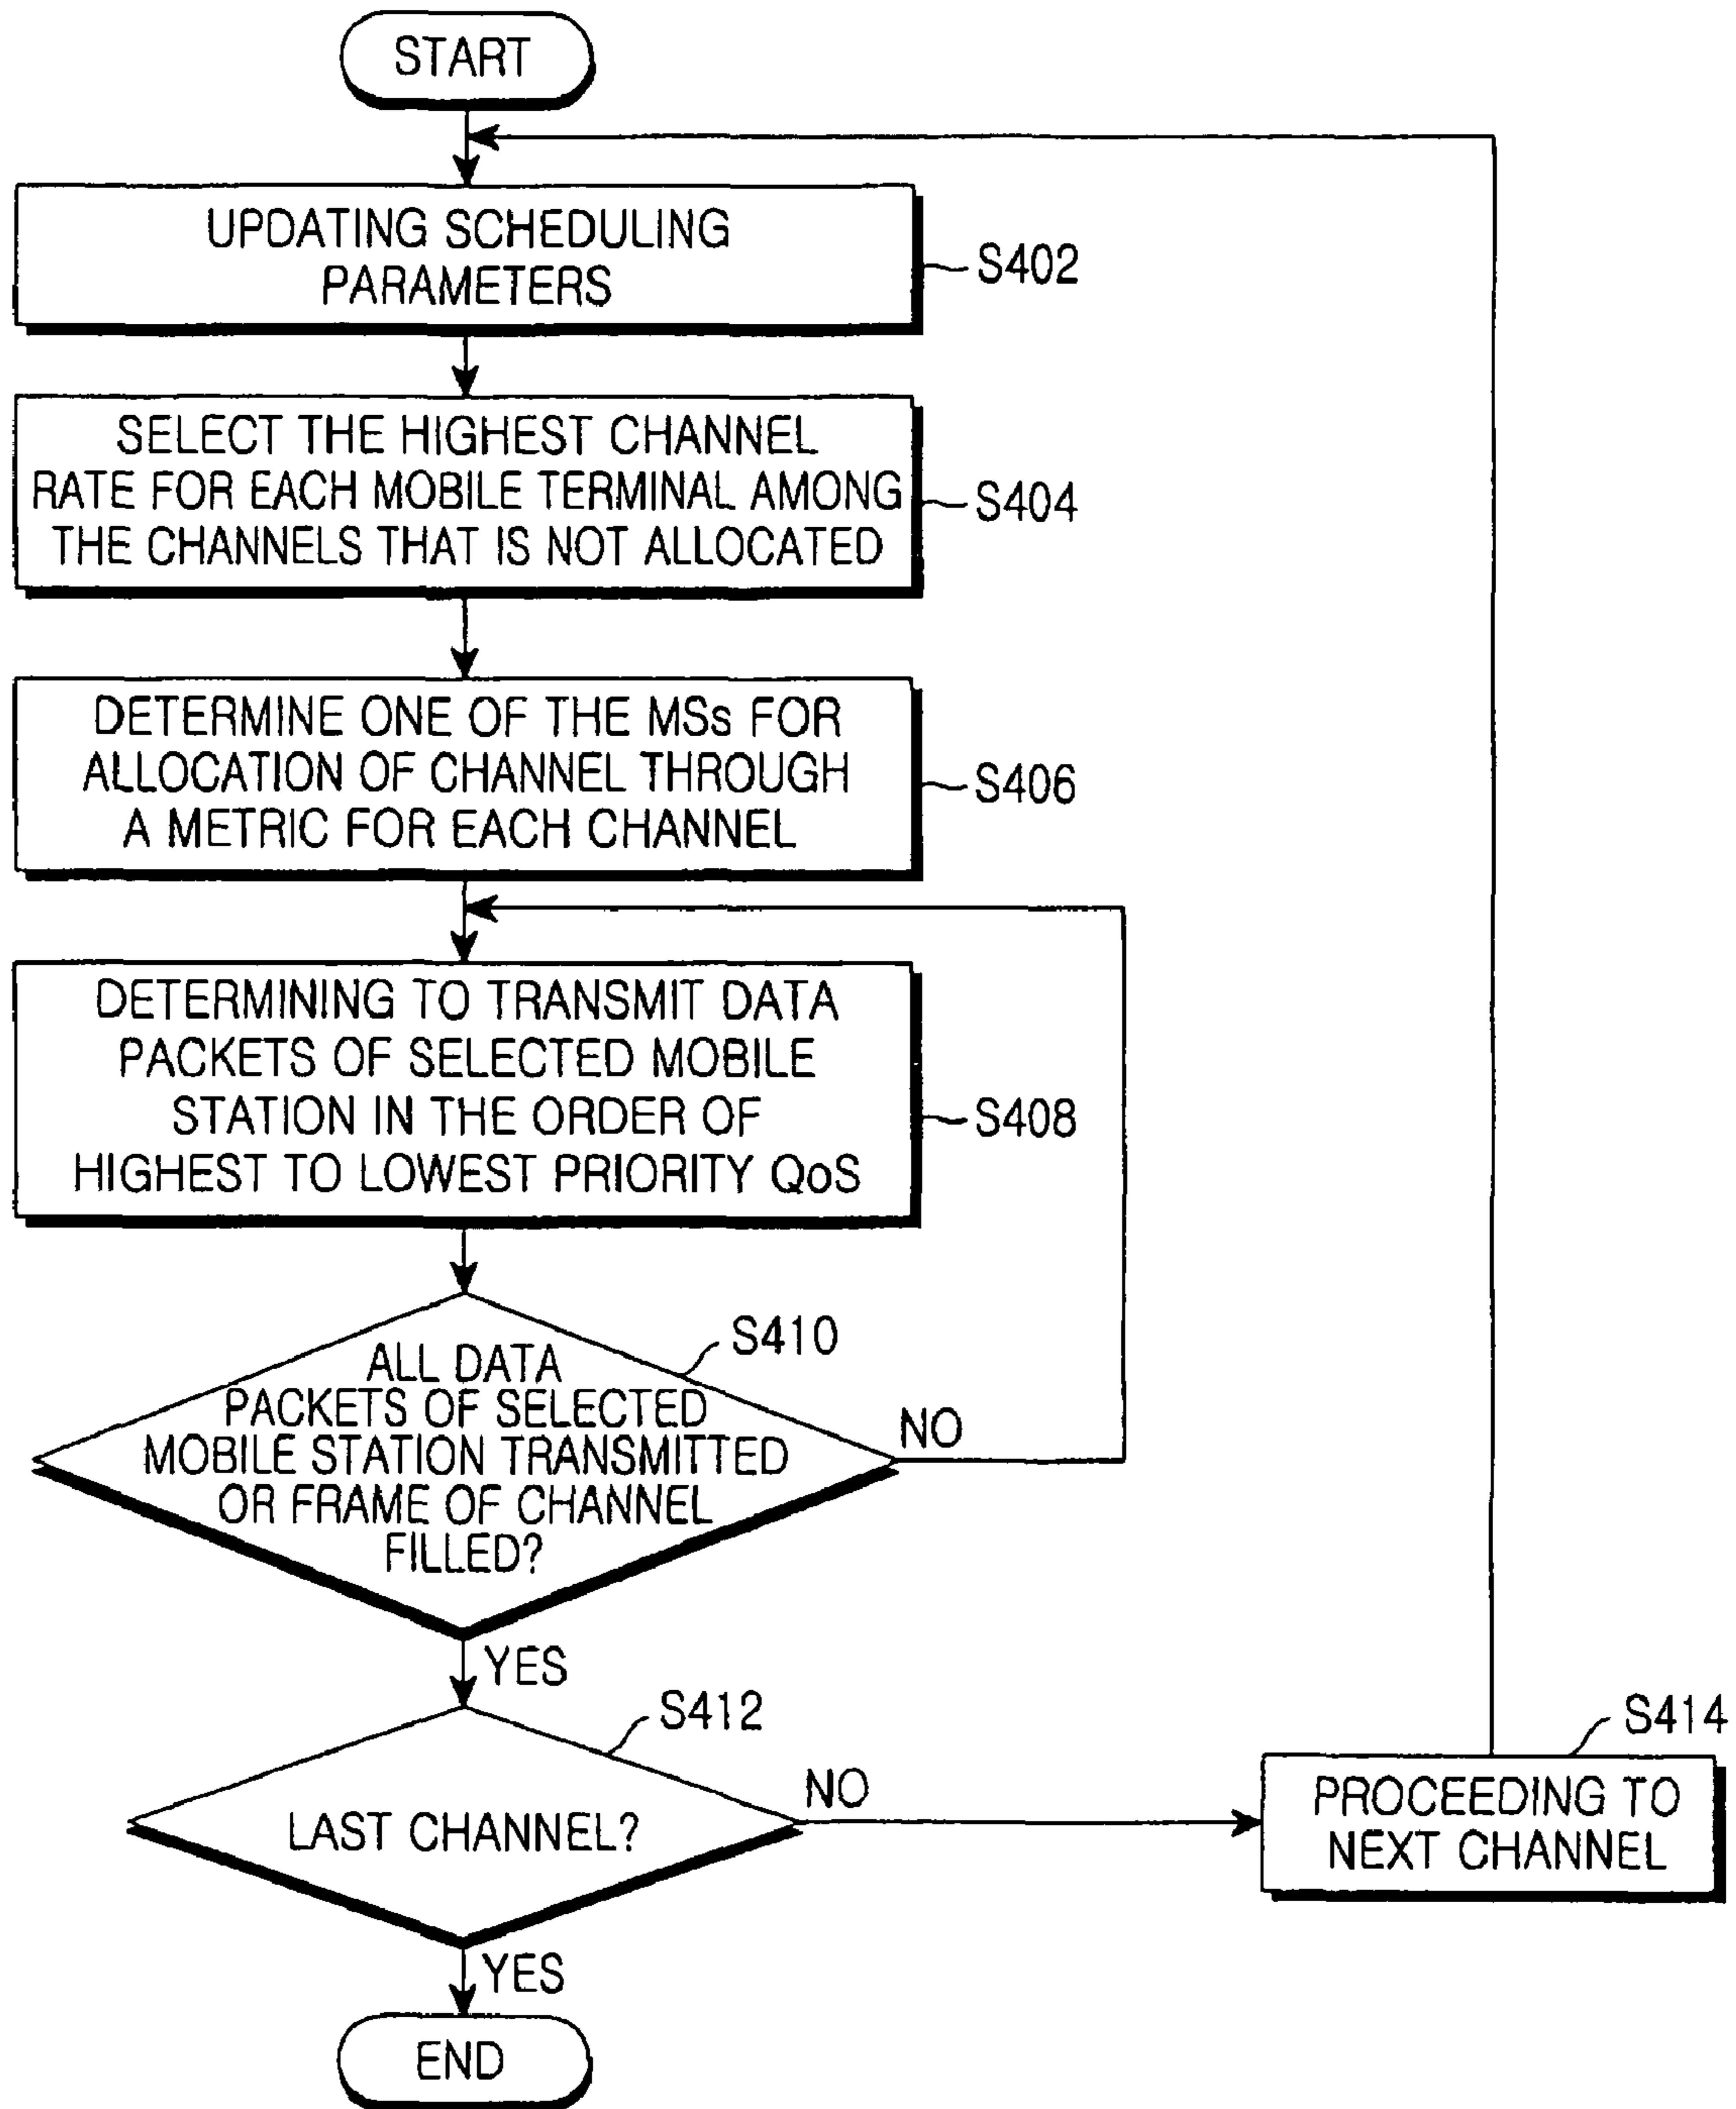 START
UPDATING SCHEDULING
PARAMETERS
S402
SELECT THE HIGHEST CHANNEL
RATE FOR EACH MOBILE TERMINAL AMONG
THE CHANNELS THAT IS NOT ALLOCATED
S404
DETERMINE ONE OF THE MSs FOR
ALLOCATION OF CHANNEL THROUGH
A METRIC FOR EACH CHANNEL
S406
DETERMINING TO TRANSMIT DATA
PACKETS OF SELECTED MOBILE
STATION IN THE ORDER OF
HIGHEST TO LOWEST PRIORITY QoS
S408
S410
ALL DATA
PACKETS OF SELECTED
MOBILE STATION TRANSMITTED
OR FRAME OF CHANNEL
FILLED?
NO
YES
S412
LAST CHANNEL?
NO
S414
PROCEEDING TO
NEXT CHANNEL
YES
END